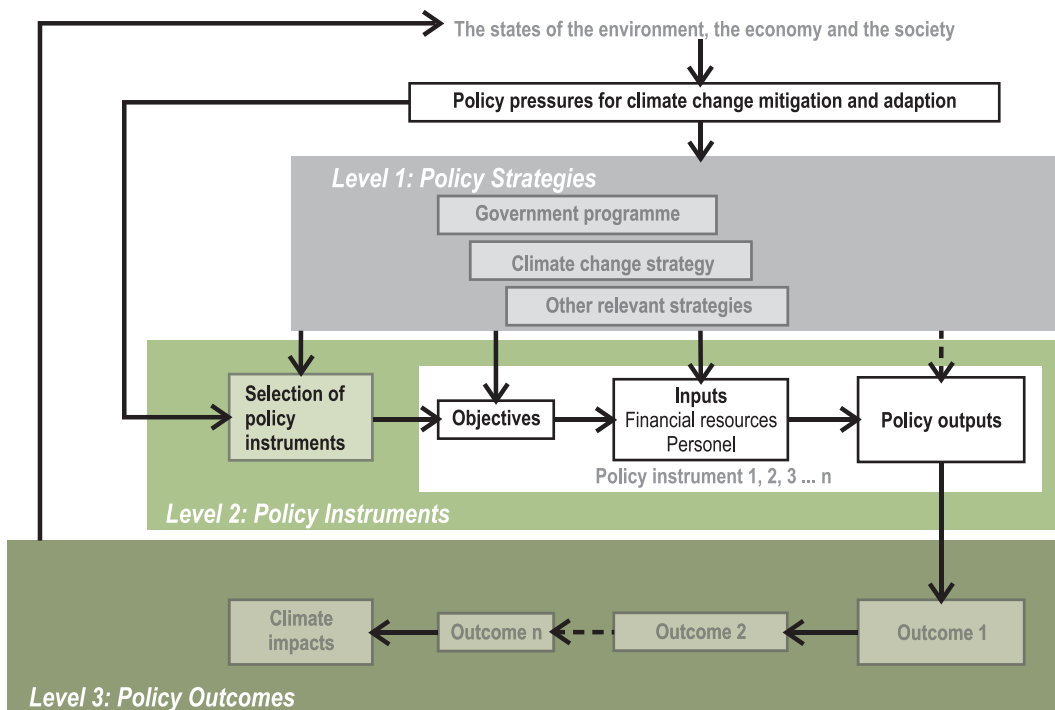 The states of the environment, the economy and the society
Policy pressures for climate change mitigation and adaption
Level 1: Policy Strategies
Government programme
Climate change strategy
Other relevant strategies
Selection of
policy
instruments
Objectives
Inputs
Financial resources
Personel
Policy outputs
Policy instrument 1, 2, 3 ... n
Level 2: Policy Instruments
Climate
impacts
Outcome n
Outcome 2
Outcome 1
Level 3: Policy Outcomes